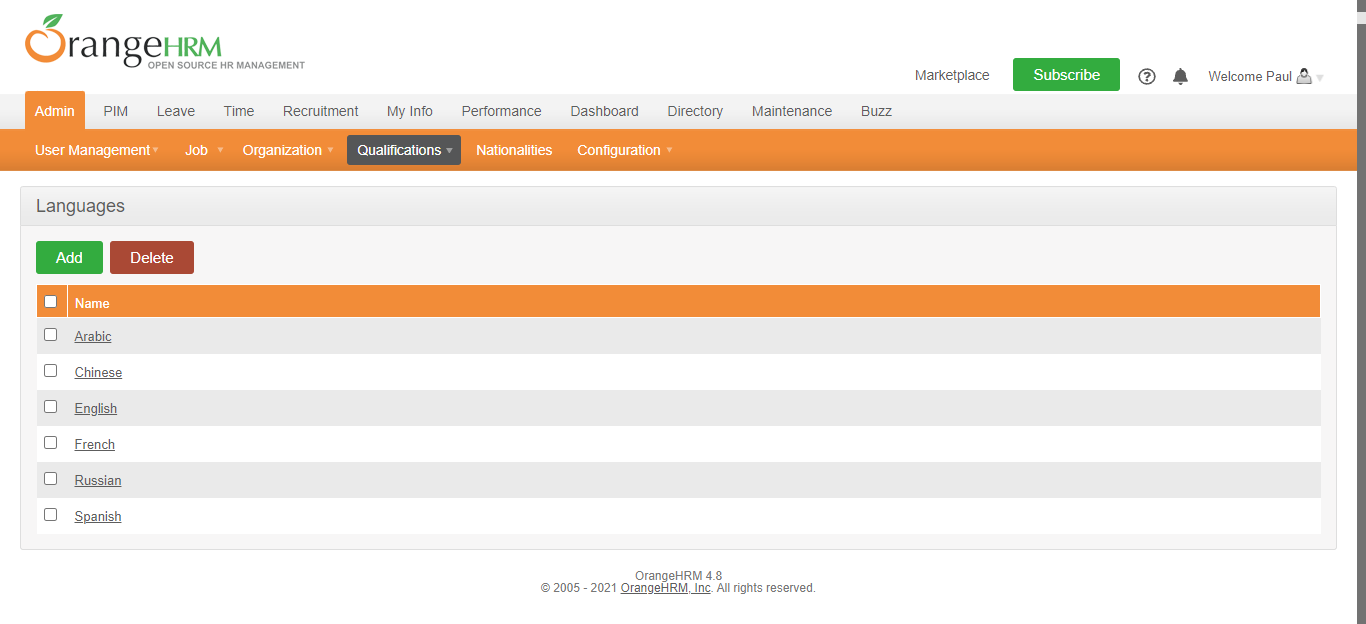 OrangeHRM
OPEN SOURCE HR MANAGEMENT
Marketplace Subscribe Welcome Paul
Admin PIM Leave Time Recruitment My Info Performance Dashboard Directory Maintenance Buzz
User Management Job Organization Qualifications Nationalities Configuration
Languages
Add Delete
Name
Arabic
Chinese
English
French
Russian
Spanish
OrangeHRM 4.8
© 2005 - 2021 OrangeHRM, Inc. All rights reserved.